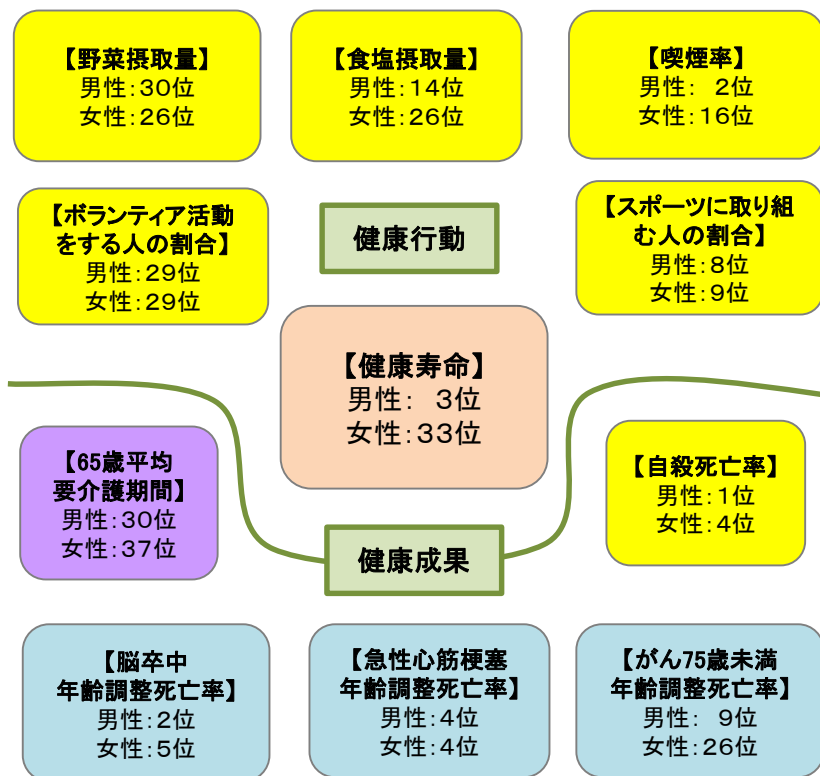 【野菜摂取量】
男性：30位
女性：26位
【食塩摂取量】
男性：14位
女性：26位
【喫煙率】
男性： 2位
女性：16位
【ボランティア活動
をする人の割合】
男性：29位
女性：29位
健康行動
【スポーツに取り組
む人の割合】
男性：8位
女性：9位
【健康寿命】
男性： 3位
女性：33位
【65歳平均
要介護期間】
男性：30位
女性：37位
【自殺死亡率】
男性：1位
女性：4位
健康成果
【脳卒中
年齢調整死亡率】
男性：2位
女性：5位
【急性心筋梗塞
年齢調整死亡率】
男性：4位
女性：4位
【がん75歳未満
年齢調整死亡率】
男性： 9位
女性：26位